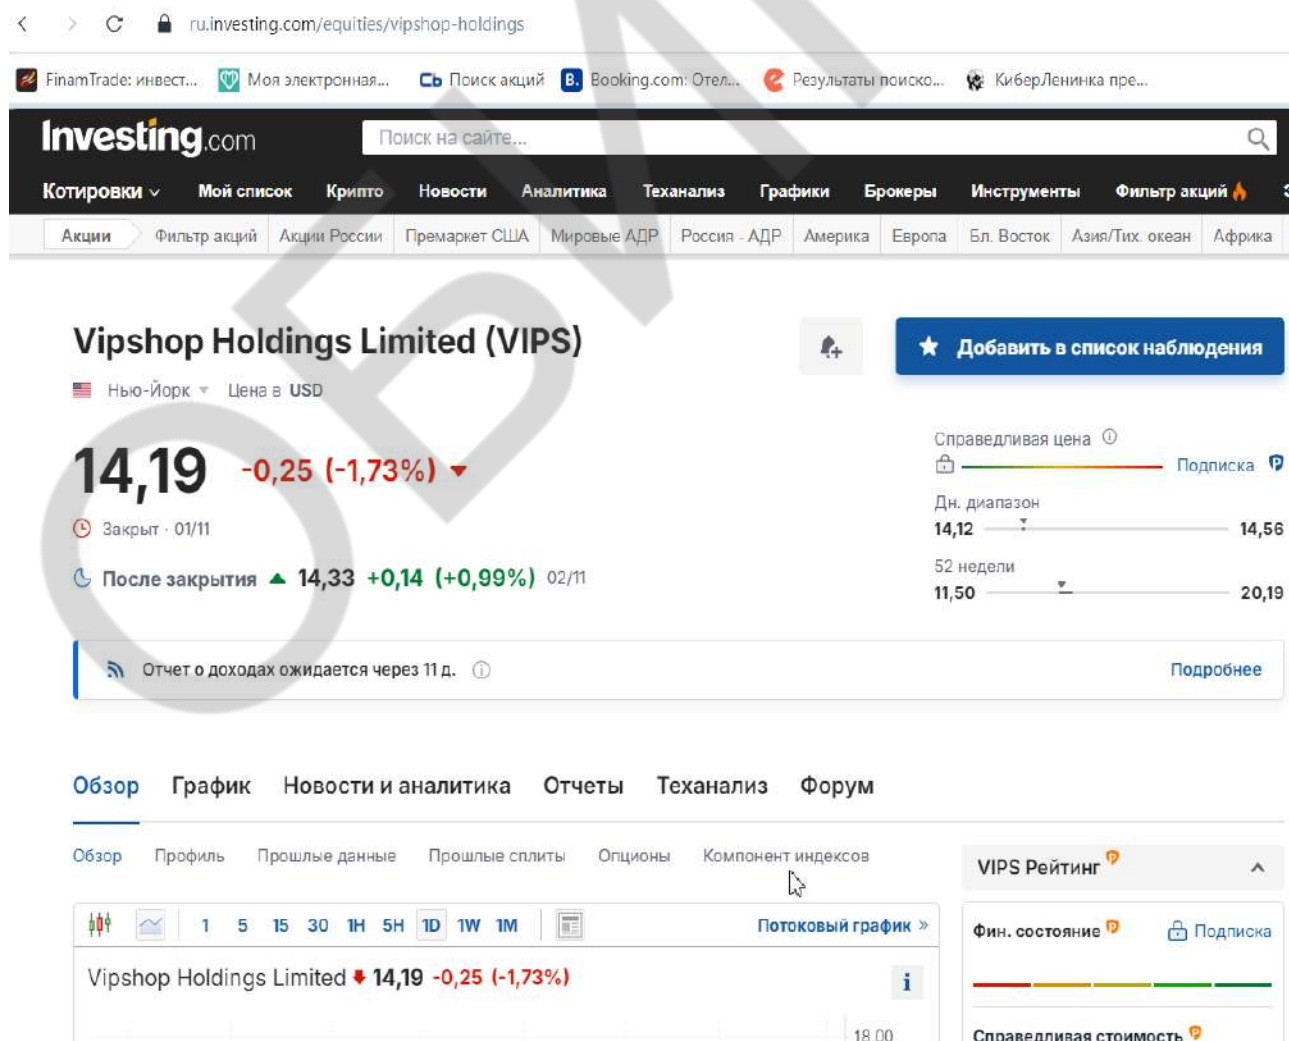 ru.investing.com/equities/vipshop-holdings
FinamTrade: инвест... Моя электронная... Сь Поиск акций B. Booking.com: Отел... Результаты поиско... КиберЛенинка пре...
Investing.com Поиск на сайте...
Котировки Мой список Крипто Новости Аналитика Теханализ Графики Брокеры Инструменты Фильтр акций
Акции Фильтр акций Акции России Премаркет США Мировые АДР Россия - АДР Америка Европа Бл. Восток Азия/Тих. океан Африка
Vipshop Holdings Limited (VIPS)
Добавить в список наблюдения
Нью-Йорк Цена в USD
14,19 -0,25 (-1,73%)
Закрыт · 01/11
После закрытия 14,33 +0,14 (+0,99%) 02/11
Справедливая цена
Подписка
Дн. диапазон
14,12 14,56
52 недели
11,50 20,19
Отчет о доходах ожидается через 11 д. Подробнее
Обзор График Новости и аналитика Отчеты Теханализ Форум
Обзор Профиль Прошлые данные Прошлые сплиты Опционы Компонент индексов
VIPS Рейтинг
1 5 15 30 1H 5H 1D 1W 1M Потоковый график »
Фин. состояние Подписка
Vipshop Holdings Limited 14,19 -0,25 (-1,73%)
18,00
Справедливая стоимость